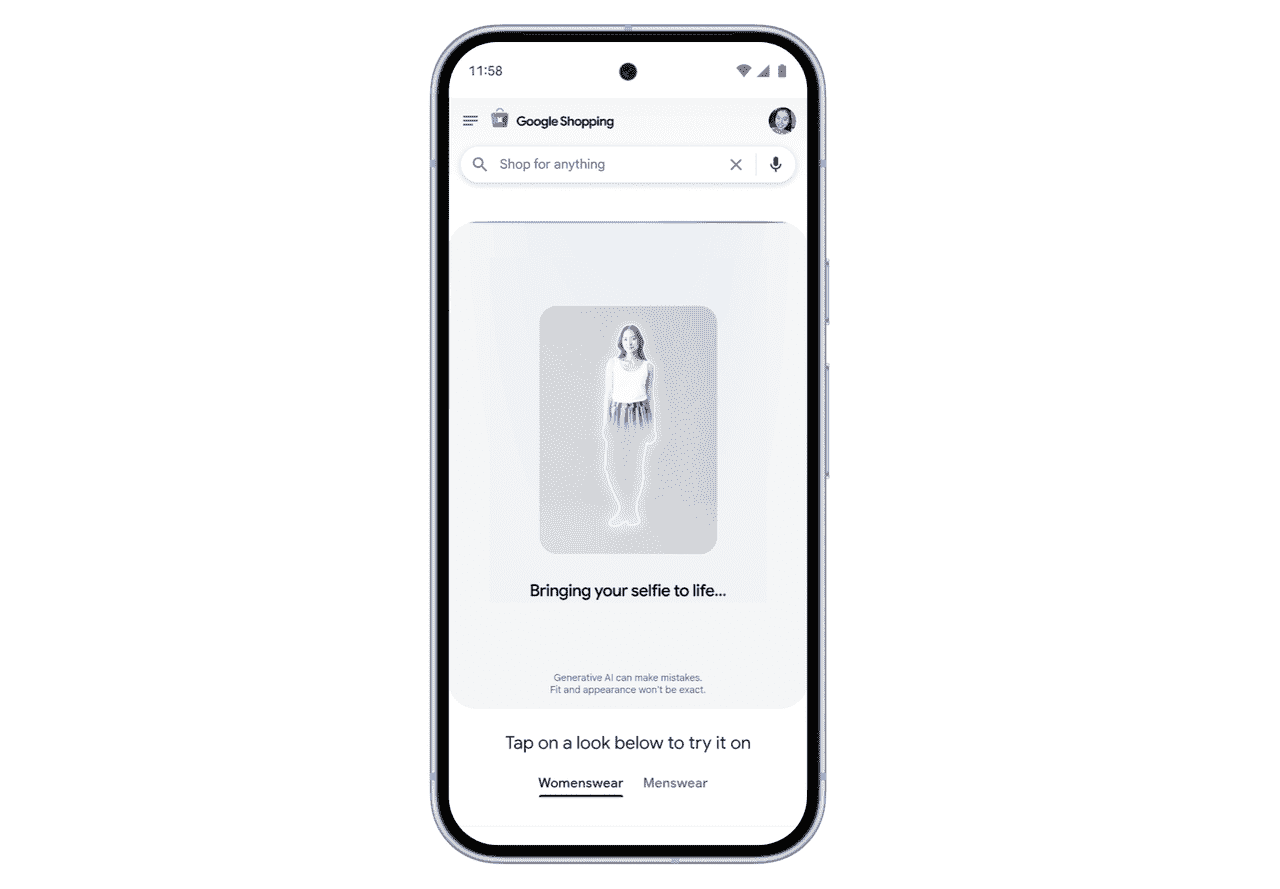 11:58
Google Shopping
Shop for anything
Bringing your selfie to life...
Generative AI can make mistakes.
Fit and appearance won't be exact.
Tap on a look below to try it on
Womenswear Menswear